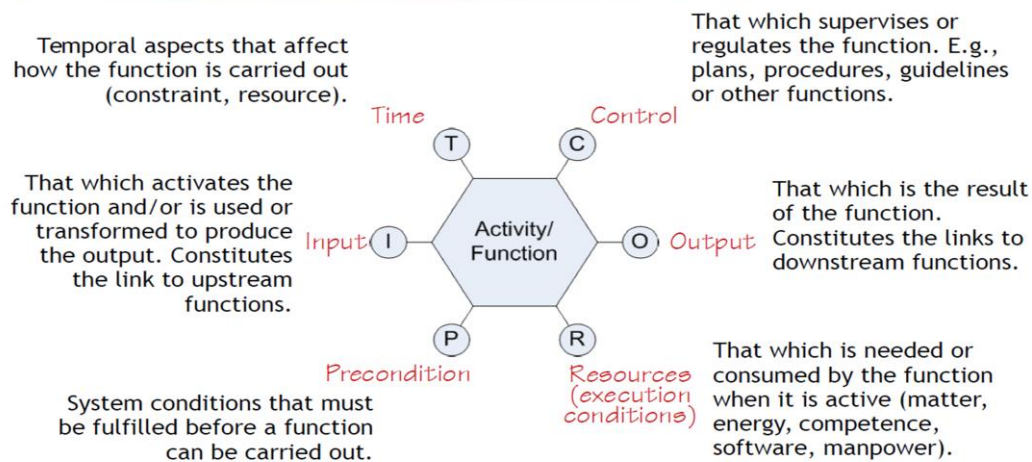 Temporal aspects that affect
how the function is carried out
(constraint, resource).
That which supervises or
regulates the function. E.g.,
plans, procedures, guidelines
or other functions.
Time
Control
T
C
That which activates the
function and/or is used or
transformed to produce
the output. Constitutes
the link to upstream
functions.
Input
I
Activity/
Function
O
Output
That which is the result
of the function.
Constitutes the links to
downstream functions.
P
R
Precondition
Resources
(execution
conditions)
System conditions that must
be fulfilled before a function
can be carried out.
That which is needed or
consumed by the function
when it is active (matter,
energy, competence,
software, manpower).